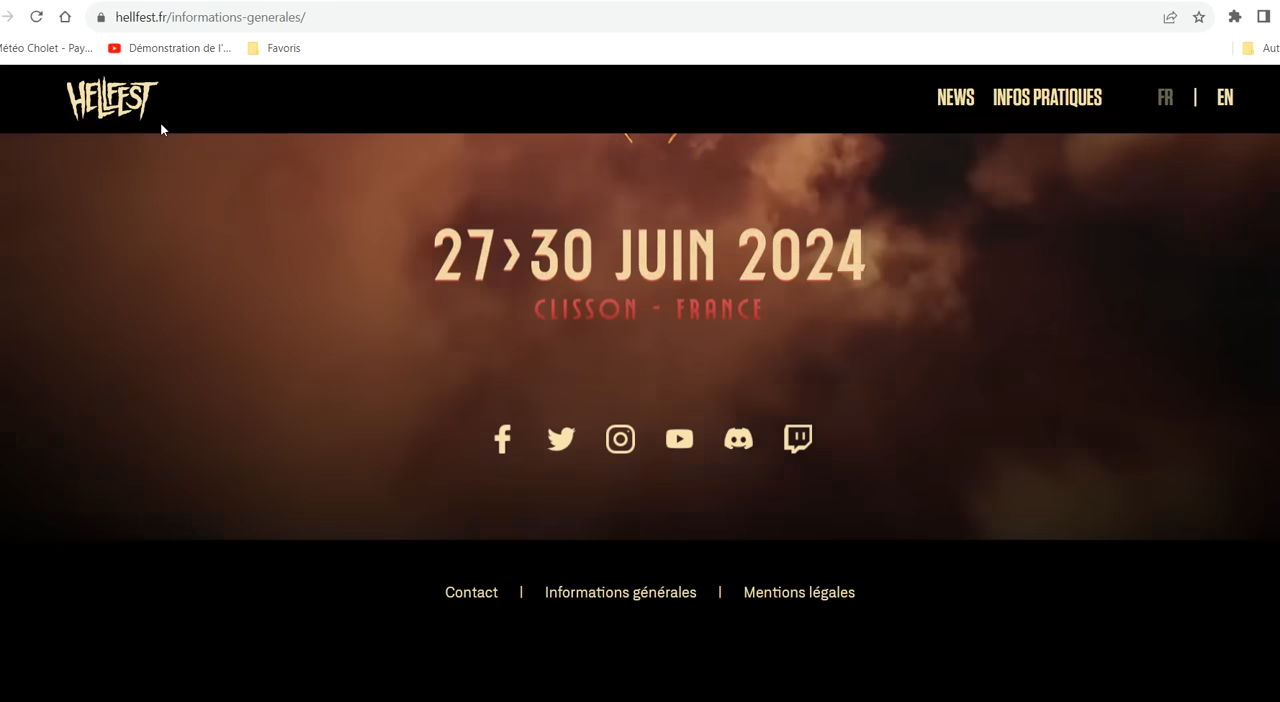 hellfest.fr/informations-generales/
Météo Cholet - Pay... Démonstration de l'... Favoris Aut
HELLFEST NEWS INFOS PRATIQUES FR | EN
27›30 JUIN 2024
CLISSON - FRANCE
Contact | Informations générales | Mentions légales